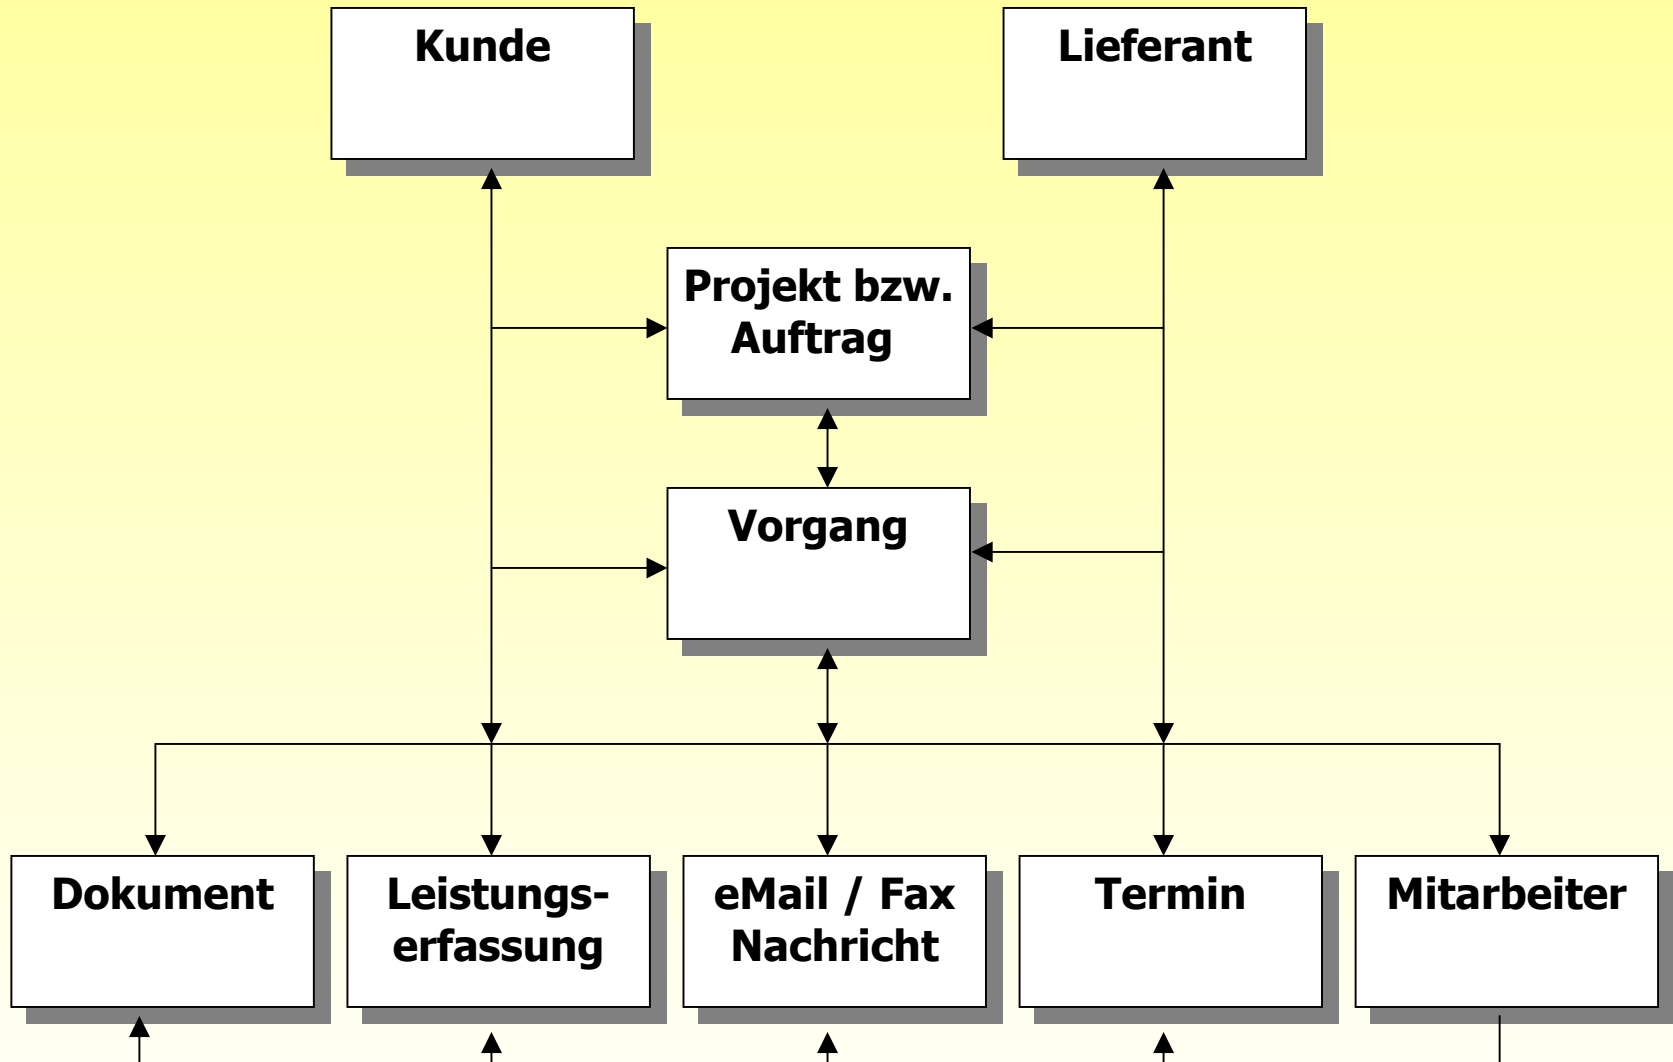 Kunde
Lieferant
Projekt bzw.
Auftrag
Vorgang
Dokument
Leistungs-
erfassung
eMail / Fax
Nachricht
Termin
Mitarbeiter